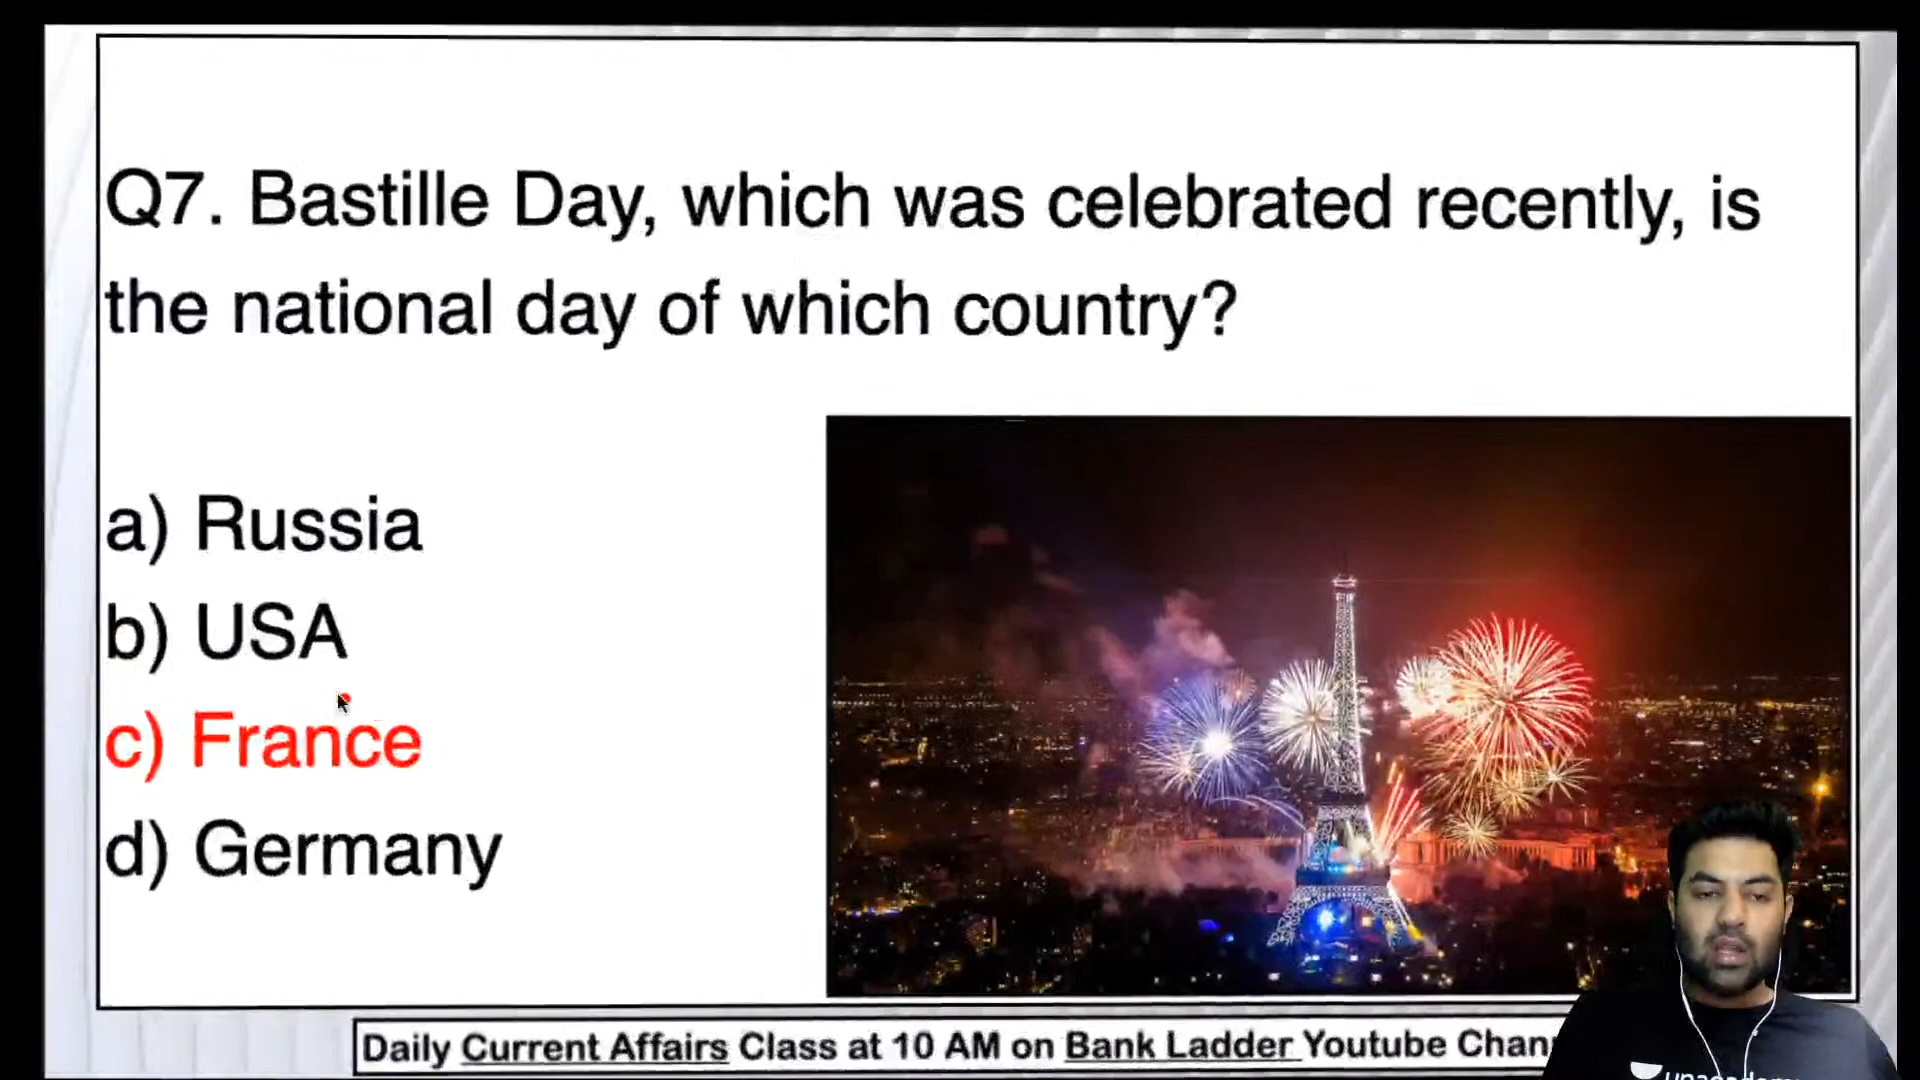 Q7. Bastille Day, which was celebrated recently, is
the national day of which country?
a) Russia
b) USA
c) France
d) Germany
Daily Current Affairs Class at 10 AM on Bank Ladder Youtube Chan